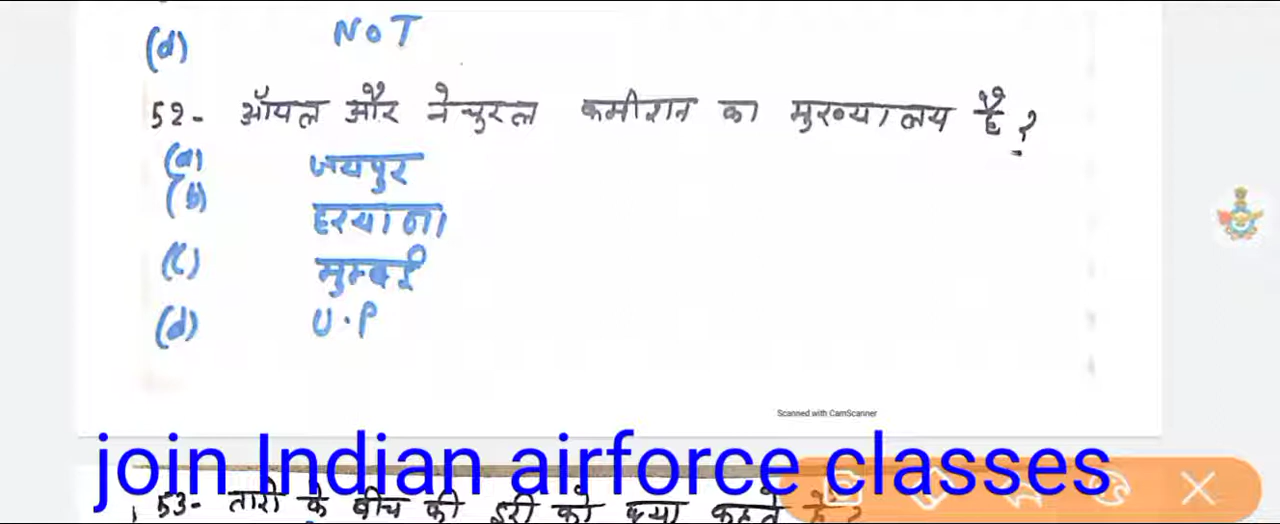 (d) NOT
52- ऑयल और नेचुरल कमीशन का मुख्यालय है ?
(a) जयपुर
(b) हरयाना
(c) मुम्बई
(d) U.P
Scanned with CamScanner
join Indian airforce classes
53- तारो के बीच की दूरी को क्या कहते है ?